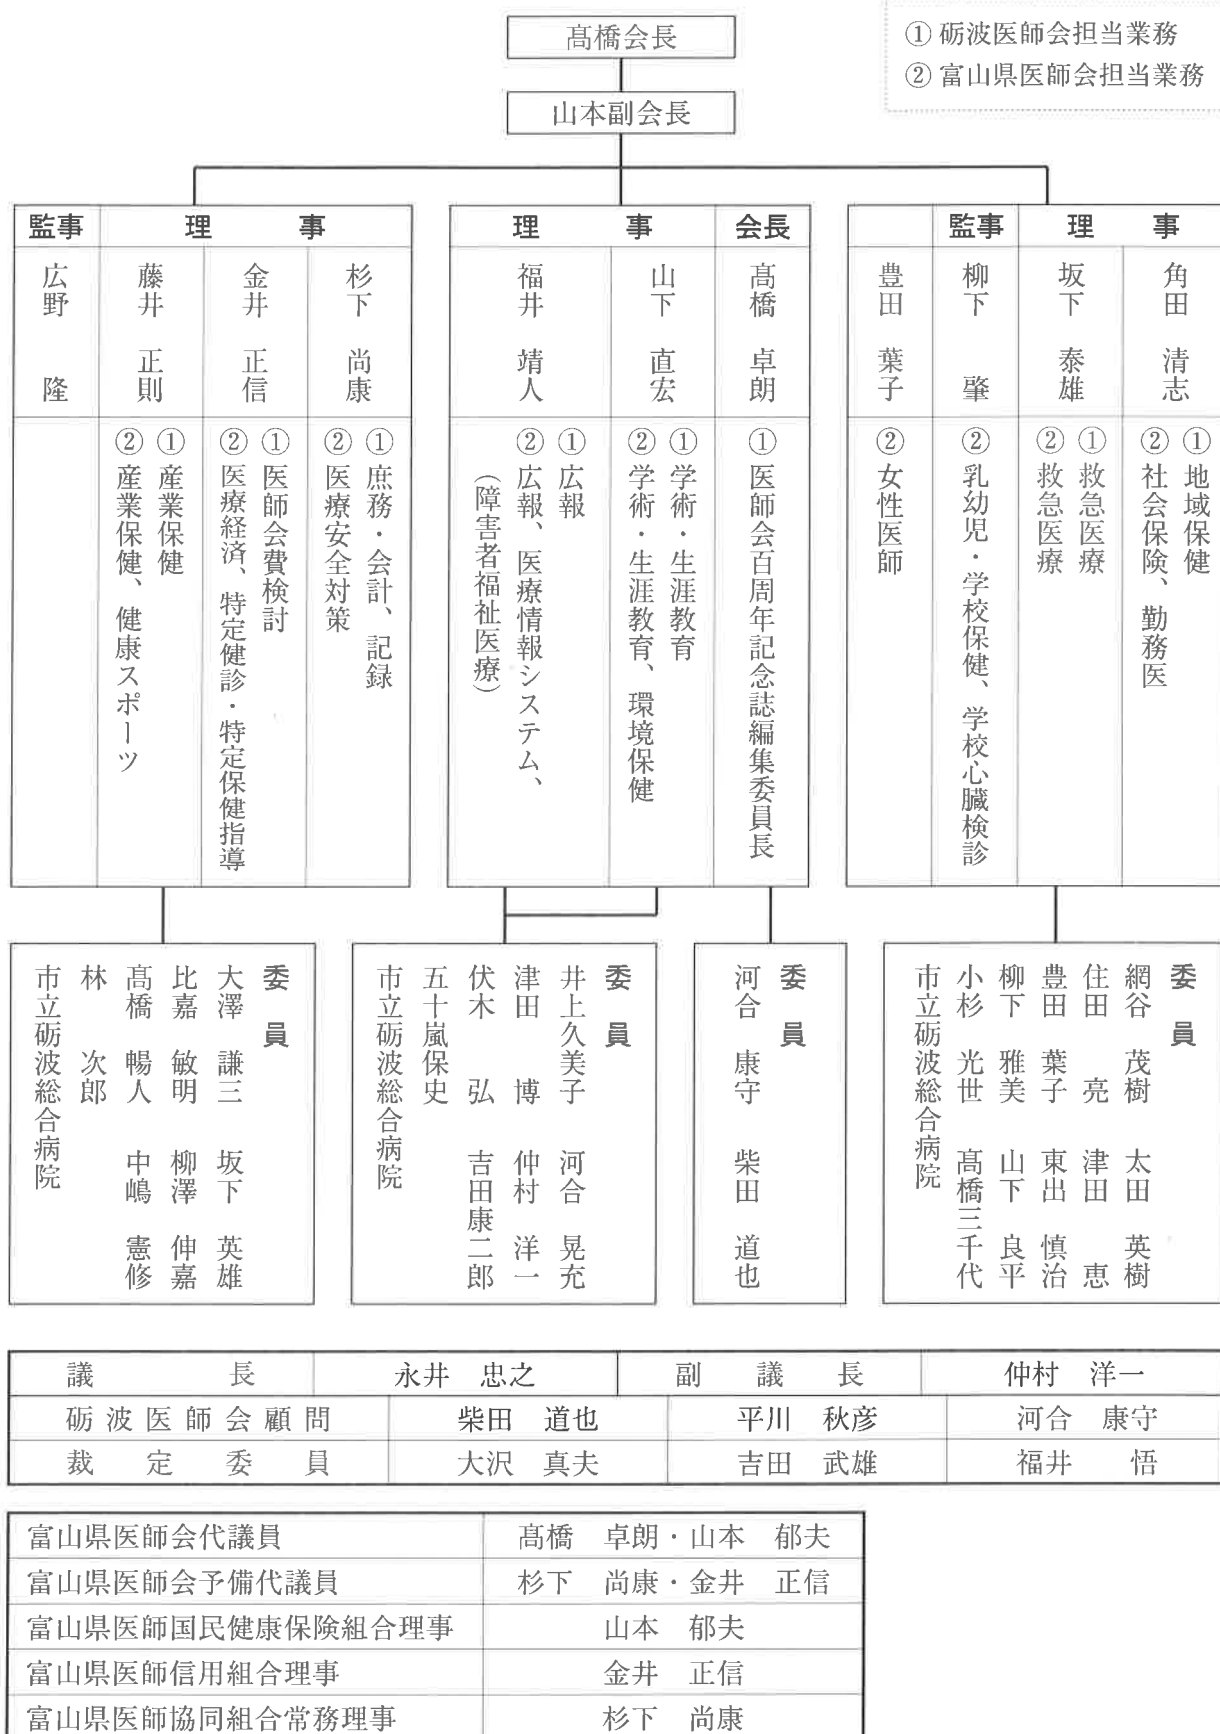 髙橋会長
山本副会長
① 砺波医師会担当業務
② 富山県医師会担当業務
理　事
角田　清志
① 地域保健
② 社会保険、勤務医
坂下　泰雄
① 救急医療
② 救急医療
監事
柳下　肇
② 乳幼児・学校保健、学校心臓検診
豊田　葉子
② 女性医師
会長
髙橋　卓朗
① 医師会百周年記念誌編集委員長
理　事
山下　直宏
① 学術・生涯教育
② 学術・生涯教育、環境保健
福井　靖人
① 広報
② 広報、医療情報システム、
（障害者福祉医療）
理　事
杉下　尚康
① 庶務・会計、記録
② 医療安全対策
金井　正信
① 医師会費検討
② 医療経済、特定健診・特定保健指導
藤井　正則
① 産業保健
② 産業保健、健康スポーツ
監事
広野　隆
委員
網谷　茂樹　太田　英樹
住田　亮　津田　恵
豊田　葉子　東出　慎治
柳下　雅美　山下　良平
小杉　光世　髙橋三千代
市立砺波総合病院
委員
河合　康守　柴田　道也
委員
井上久美子　河合　晃充
津田　博　仲村　洋一
伏木　弘　吉田康二郎
五十嵐保史
市立砺波総合病院
委員
大澤　謙三　坂下　英雄
比嘉　敏明　柳澤　伸嘉
髙橋　暢人　中嶋　憲修
林　次郎
市立砺波総合病院
議長　永井　忠之　副議長　仲村　洋一
砺波医師会顧問　柴田　道也　平川　秋彦　河合　康守
裁定委員　大沢　真夫　吉田　武雄　福井　悟
富山県医師会代議員　髙橋　卓朗・山本　郁夫
富山県医師会予備代議員　杉下　尚康・金井　正信
富山県医師国民健康保険組合理事　山本　郁夫
富山県医師信用組合理事　金井　正信
富山県医師協同組合常務理事　杉下　尚康